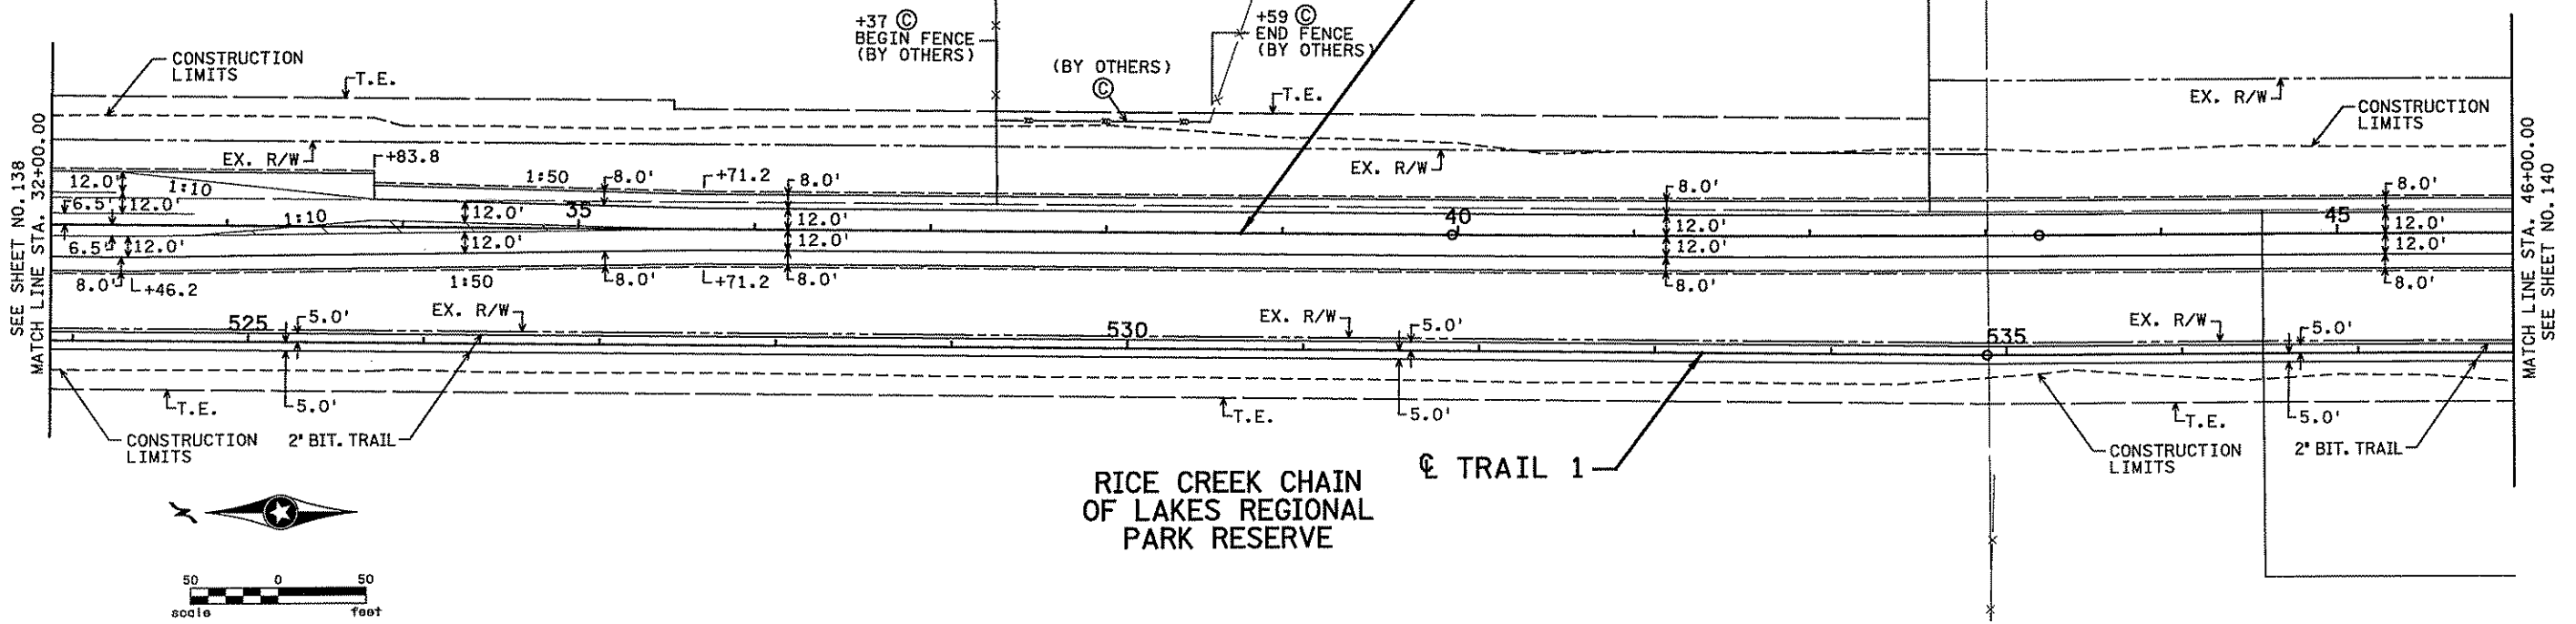 +37 Ⓒ
BEGIN FENCE
(BY OTHERS)
+59 Ⓒ
END FENCE
(BY OTHERS)
(BY OTHERS)
Ⓒ
CONSTRUCTION
LIMITS
T.E.
T.E.
EX. R/W
CONSTRUCTION
LIMITS
SEE SHEET NO. 138
MATCH LINE STA. 32+00.00
MATCH LINE STA. 46+00.00
SEE SHEET NO. 140
EX. R/W
+83.8
EX. R/W
12.0'
1:10
1:50
8.0'
+71.2
8.0'
8.0'
8.0'
6.5'
12.0'
1:10
12.0'
35
12.0'
40
12.0'
45
12.0'
6.5'
12.0'
12.0'
12.0'
12.0'
12.0'
8.0'
+46.2
1:50
8.0'
+71.2
8.0'
8.0'
8.0'
525
5.0'
EX. R/W
530
EX. R/W
5.0'
535
EX. R/W
5.0'
T.E.
5.0'
T.E.
5.0'
T.E.
5.0'
CONSTRUCTION
LIMITS
2" BIT. TRAIL
CONSTRUCTION
LIMITS
2" BIT. TRAIL
℄ TRAIL 1
RICE CREEK CHAIN
OF LAKES REGIONAL
PARK RESERVE
50 0 50
scale feet